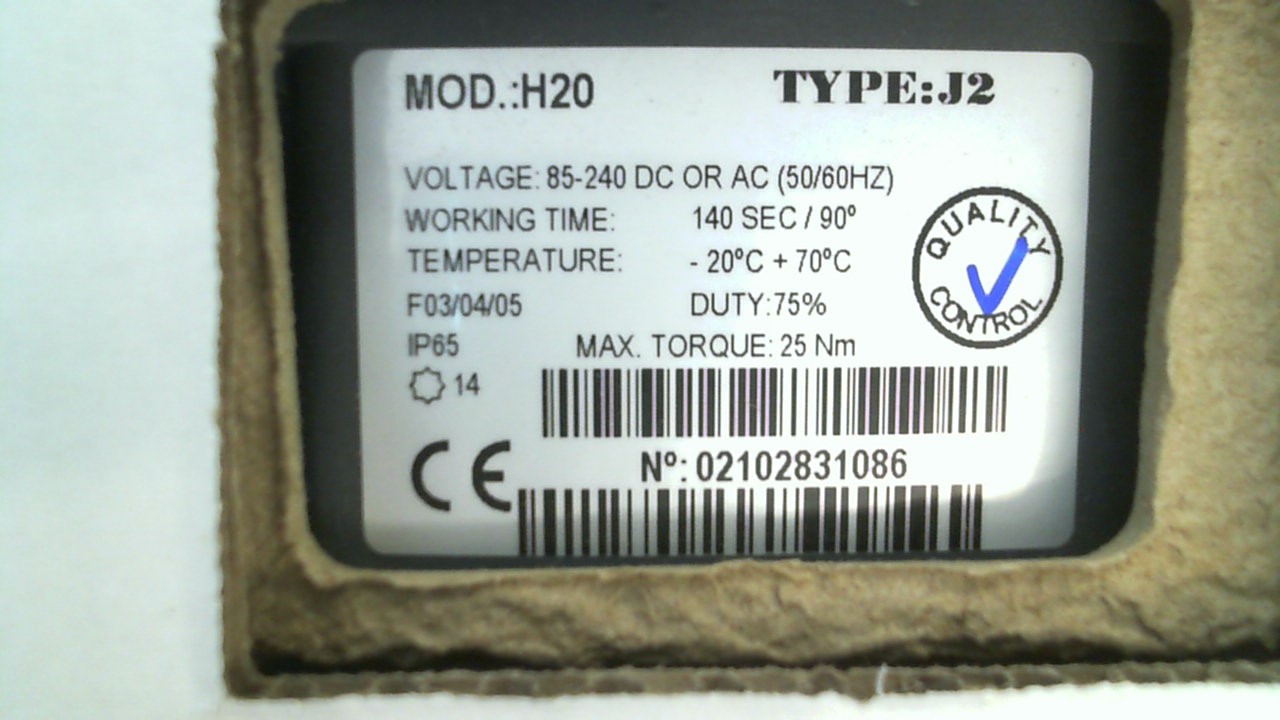 MOD.:H20 TYPE:J2
VOLTAGE: 85-240 DC OR AC (50/60HZ)
WORKING TIME: 140 SEC / 90º
TEMPERATURE: - 20ºC + 70ºC
QUALITY CONTROL
F03/04/05 DUTY:75%
IP65 MAX. TORQUE: 25 Nm
14
CE Nº: 02102831086